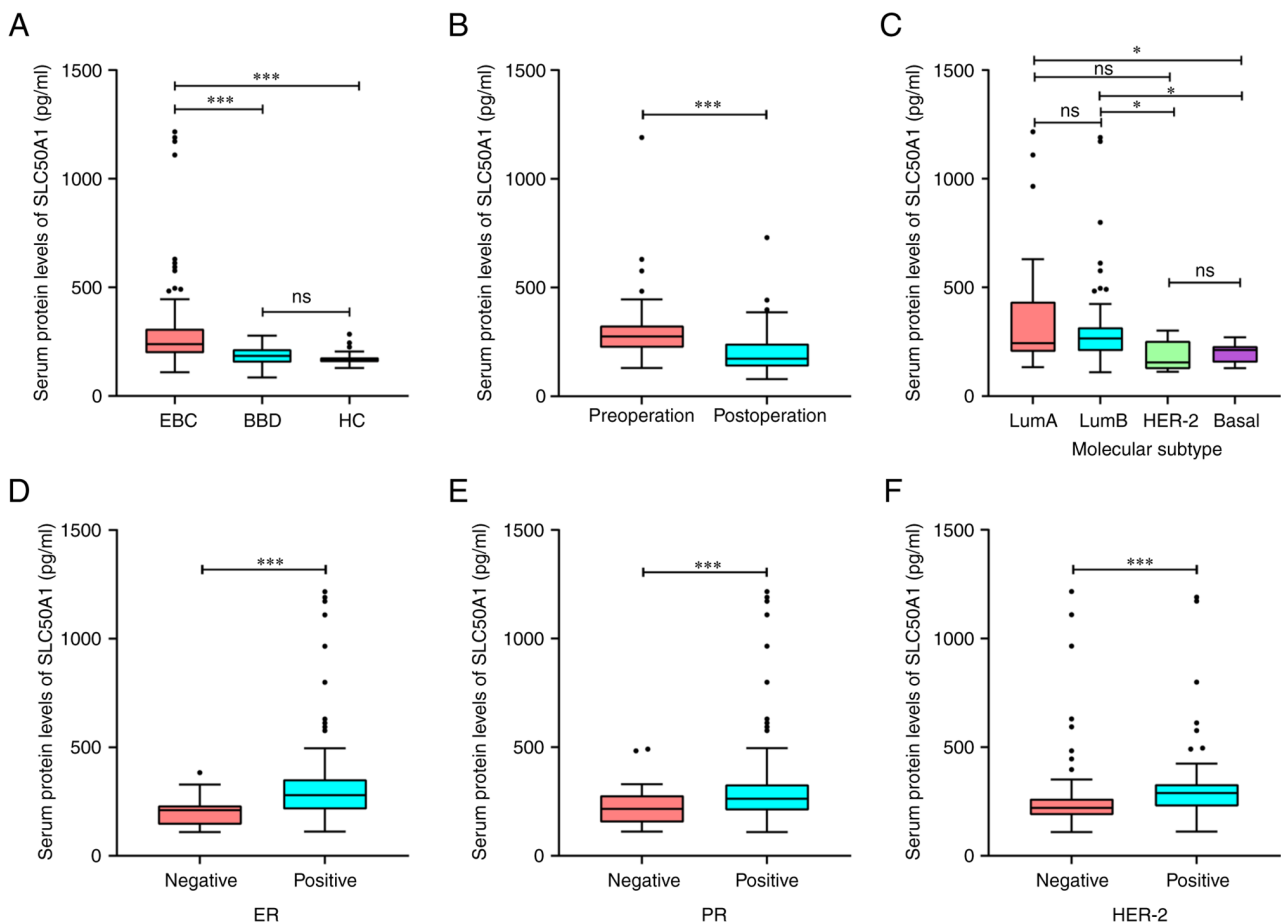 A
Serum protein levels of SLC50A1 (pg/ml)
1500
1000
500
0
***
***
ns
EBC
BBD
HC
B
Serum protein levels of SLC50A1 (pg/ml)
1500
1000
500
0
***
Preoperation
Postoperation
C
Serum protein levels of SLC50A1 (pg/ml)
1500
1000
500
0
*
ns
*
*
ns
ns
LumA
LumB
HER-2
Basal
Molecular subtype
D
Serum protein levels of SLC50A1 (pg/ml)
1500
1000
500
0
***
Negative
Positive
ER
E
Serum protein levels of SLC50A1 (pg/ml)
1500
1000
500
0
***
Negative
Positive
PR
F
Serum protein levels of SLC50A1 (pg/ml)
1500
1000
500
0
***
Negative
Positive
HER-2